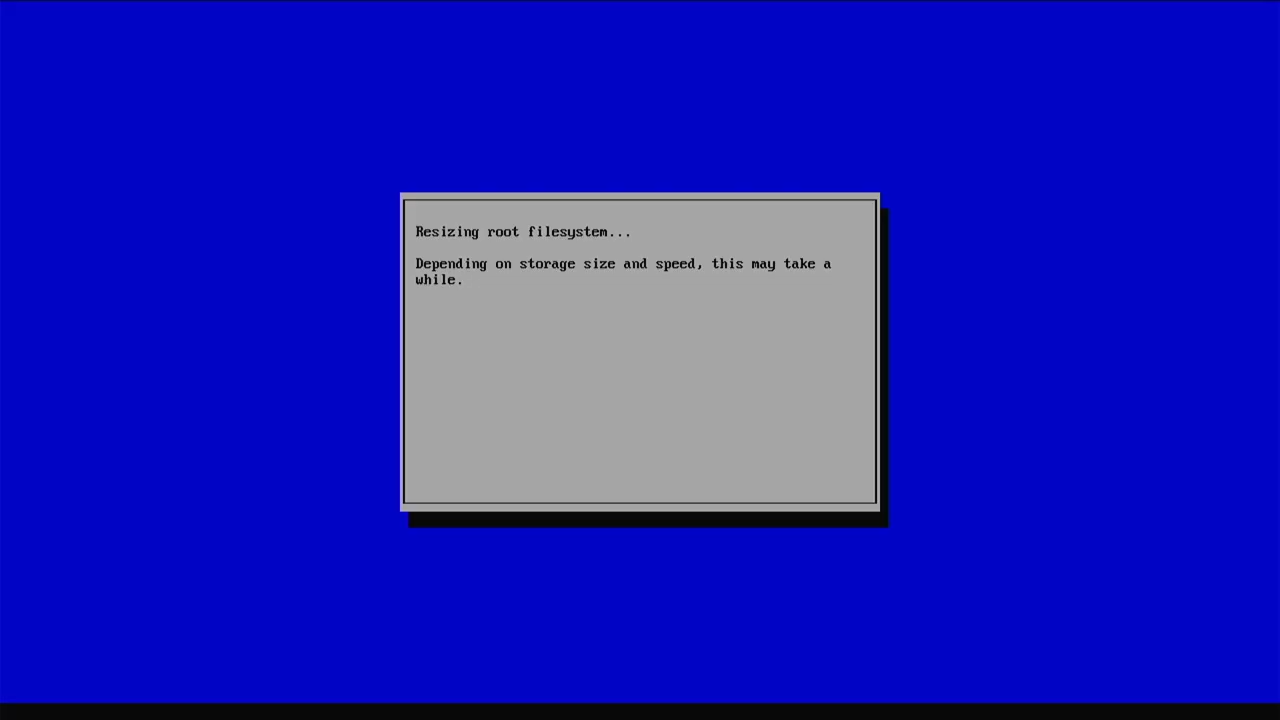 Resizing root filesystem...
Depending on storage size and speed, this may take a
while.